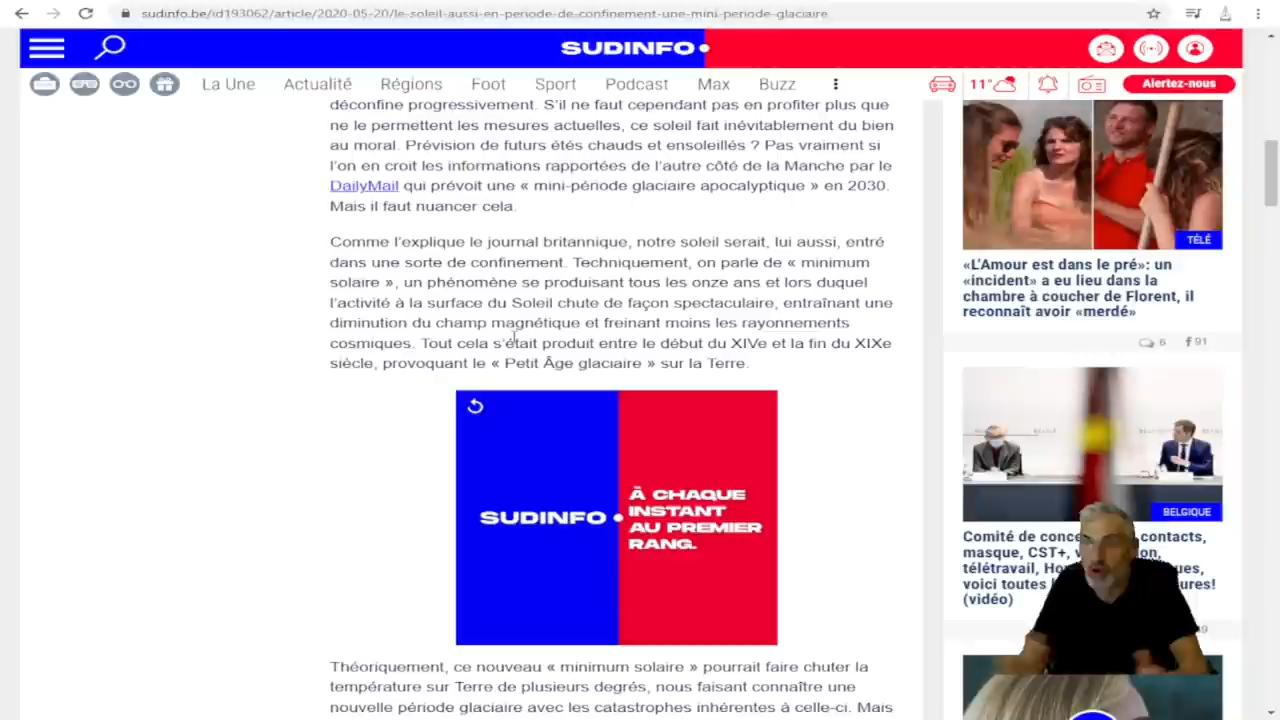 sudinfo.be/id193062/article/2020-05-20/le-soleil-aussi-en-periode-de-confinement-une-mini-periode-glaciaire
SUDINFO
La Une Actualité Régions Foot Sport Podcast Max Buzz
11° Alertez-nous
déconfine progressivement. S'il ne faut cependant pas en profiter plus que
ne le permettent les mesures actuelles, ce soleil fait inévitablement du bien
au moral. Prévision de futurs étés chauds et ensoleillés ? Pas vraiment si
l'on en croit les informations rapportées de l'autre côté de la Manche par le
DailyMail qui prévoit une « mini-période glaciaire apocalyptique » en 2030.
Mais il faut nuancer cela.
Comme l'explique le journal britannique, notre soleil serait, lui aussi, entré
dans une sorte de confinement. Techniquement, on parle de « minimum
solaire », un phénomène se produisant tous les onze ans et lors duquel
l'activité à la surface du Soleil chute de façon spectaculaire, entraînant une
diminution du champ magnétique et freinant moins les rayonnements
cosmiques. Tout cela s'était produit entre le début du XIVe et la fin du XIXe
siècle, provoquant le « Petit Âge glaciaire » sur la Terre.
SUDINFO
À CHAQUE
INSTANT
AU PREMIER
RANG.
Théoriquement, ce nouveau « minimum solaire » pourrait faire chuter la
température sur Terre de plusieurs degrés, nous faisant connaître une
nouvelle période glaciaire avec les catastrophes inhérentes à celle-ci. Mais
TÉLÉ
«L'Amour est dans le pré»: un
«incident» a eu lieu dans la
chambre à coucher de Florent, il
reconnaît avoir «merdé»
6 91
BELGIQUE
Comité de conce contacts,
masque, CST+, v on,
télétravail, Ho ques,
voici toutes ures!
(vidéo)